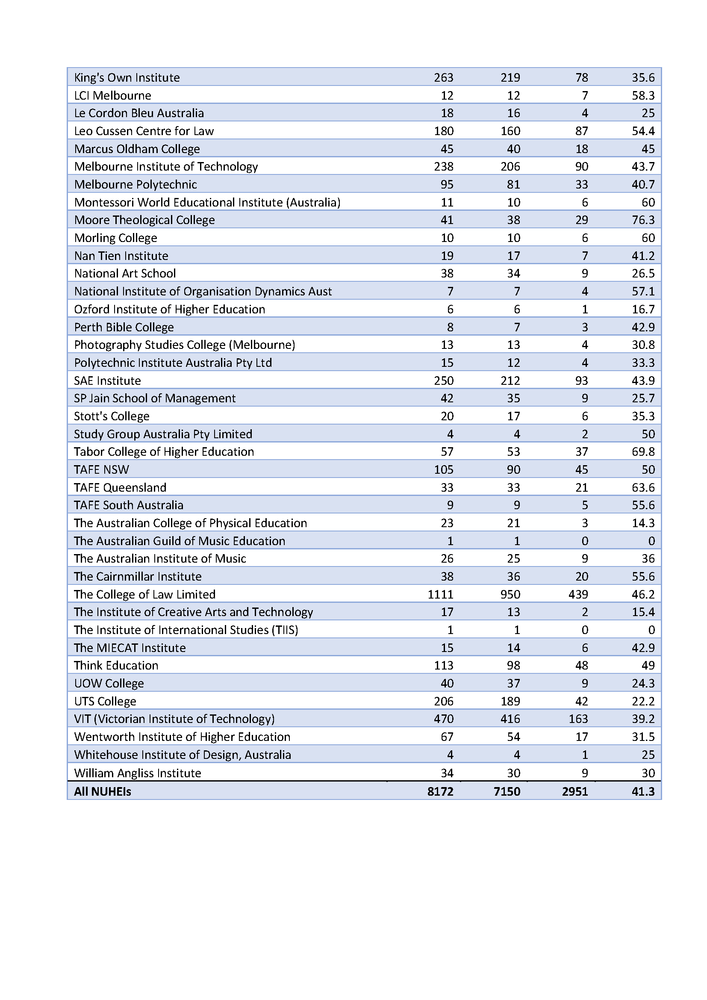 King's Own Institute 263 219 78 35.6
LCI Melbourne 12 12 7 58.3
Le Cordon Bleu Australia 18 16 4 25
Leo Cussen Centre for Law 180 160 87 54.4
Marcus Oldham College 45 40 18 45
Melbourne Institute of Technology 238 206 90 43.7
Melbourne Polytechnic 95 81 33 40.7
Montessori World Educational Institute (Australia) 11 10 6 60
Moore Theological College 41 38 29 76.3
Morling College 10 10 6 60
Nan Tien Institute 19 17 7 41.2
National Art School 38 34 9 26.5
National Institute of Organisation Dynamics Aust 7 7 4 57.1
Ozford Institute of Higher Education 6 6 1 16.7
Perth Bible College 8 7 3 42.9
Photography Studies College (Melbourne) 13 13 4 30.8
Polytechnic Institute Australia Pty Ltd 15 12 4 33.3
SAE Institute 250 212 93 43.9
SP Jain School of Management 42 35 9 25.7
Stott's College 20 17 6 35.3
Study Group Australia Pty Limited 4 4 2 50
Tabor College of Higher Education 57 53 37 69.8
TAFE NSW 105 90 45 50
TAFE Queensland 33 33 21 63.6
TAFE South Australia 9 9 5 55.6
The Australian College of Physical Education 23 21 3 14.3
The Australian Guild of Music Education 1 1 0 0
The Australian Institute of Music 26 25 9 36
The Cairnmillar Institute 38 36 20 55.6
The College of Law Limited 1111 950 439 46.2
The Institute of Creative Arts and Technology 17 13 2 15.4
The Institute of International Studies (TIIS) 1 1 0 0
The MIECAT Institute 15 14 6 42.9
Think Education 113 98 48 49
UOW College 40 37 9 24.3
UTS College 206 189 42 22.2
VIT (Victorian Institute of Technology) 470 416 163 39.2
Wentworth Institute of Higher Education 67 54 17 31.5
Whitehouse Institute of Design, Australia 4 4 1 25
William Angliss Institute 34 30 9 30
All NUHEIs 8172 7150 2951 41.3